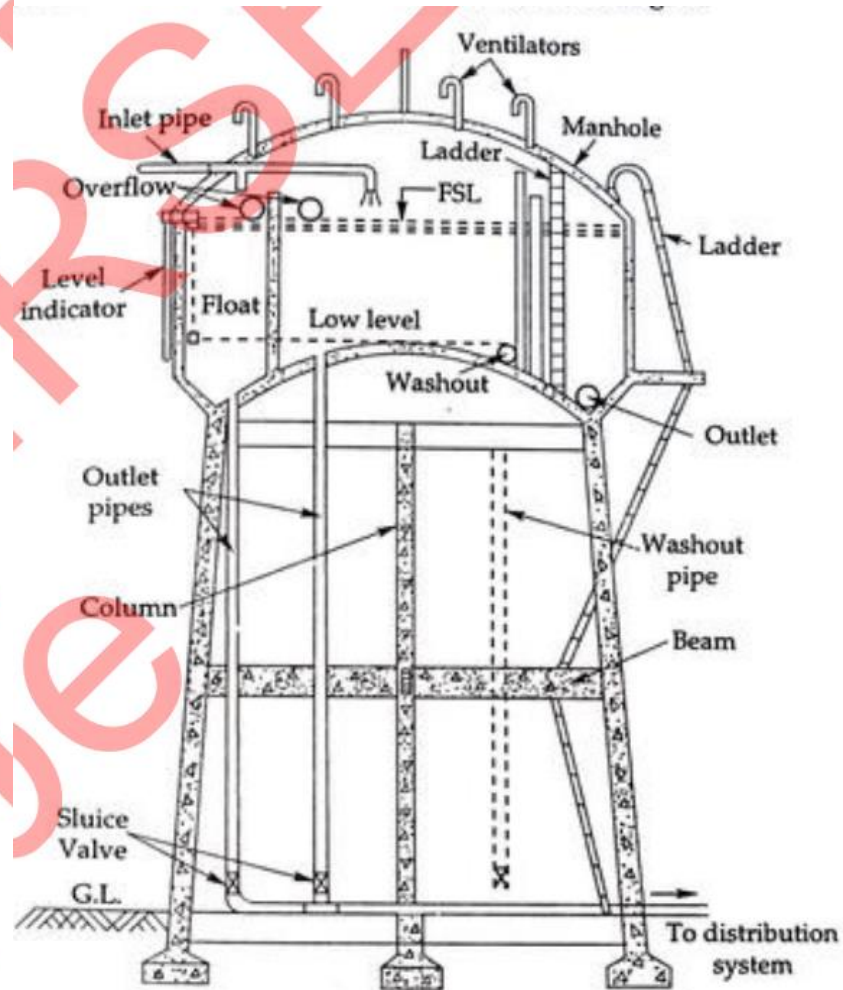 Ventilators
Inlet pipe
Manhole
Ladder
Overflow
FSL
Ladder
Level
indicator
Float
Low level
Washout
Outlet
Outlet
pipes
Washout
pipe
Column
Beam
Sluice
Valve
G.L.
To distribution
system